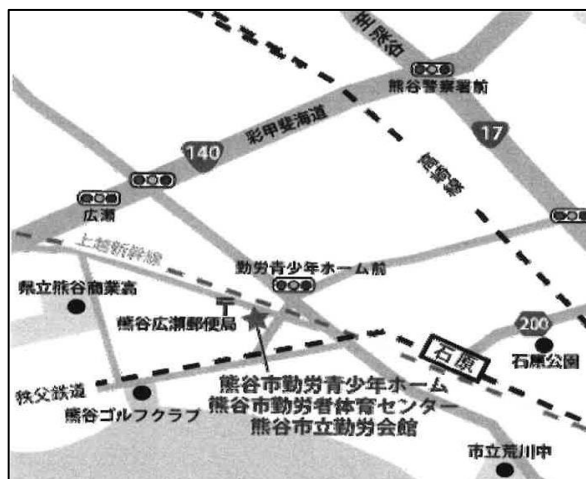 至深谷
熊谷警察署前
17
彩甲斐海道
140
高崎線
広瀬
上越新幹線
勤労青少年ホーム前
県立熊谷商業高
熊谷広瀬郵便局
200
石原
石原公園
秩父鉄道
熊谷ゴルフクラブ
熊谷市勤労青少年ホーム
熊谷市勤労者体育センター
熊谷市立勤労会館
市立荒川中